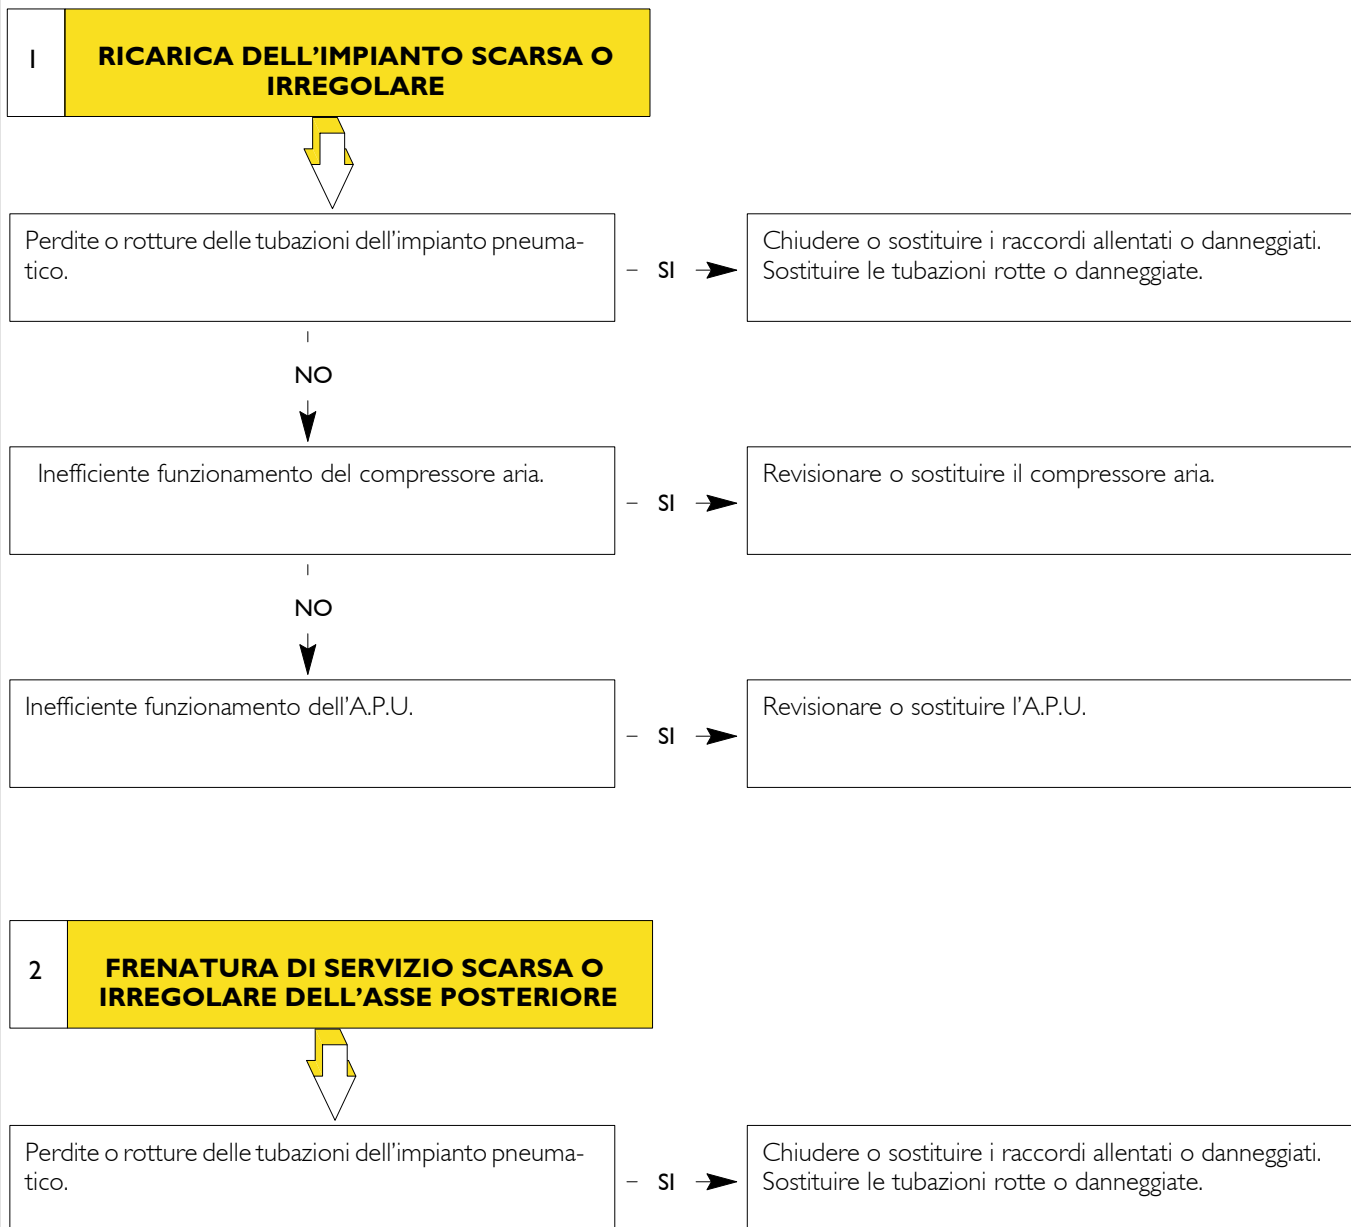 1
RICARICA DELL’IMPIANTO SCARSA O
IRREGOLARE
Perdite o rotture delle tubazioni dell’impianto pneuma-
tico.
SI
Chiudere o sostituire i raccordi allentati o danneggiati.
Sostituire le tubazioni rotte o danneggiate.
NO
Inefficiente funzionamento del compressore aria.
SI
Revisionare o sostituire il compressore aria.
NO
Inefficiente funzionamento dell’A.P.U.
SI
Revisionare o sostituire l’A.P.U.
2
FRENATURA DI SERVIZIO SCARSA O
IRREGOLARE DELL’ASSE POSTERIORE
Perdite o rotture delle tubazioni dell’impianto pneuma-
tico.
SI
Chiudere o sostituire i raccordi allentati o danneggiati.
Sostituire le tubazioni rotte o danneggiate.